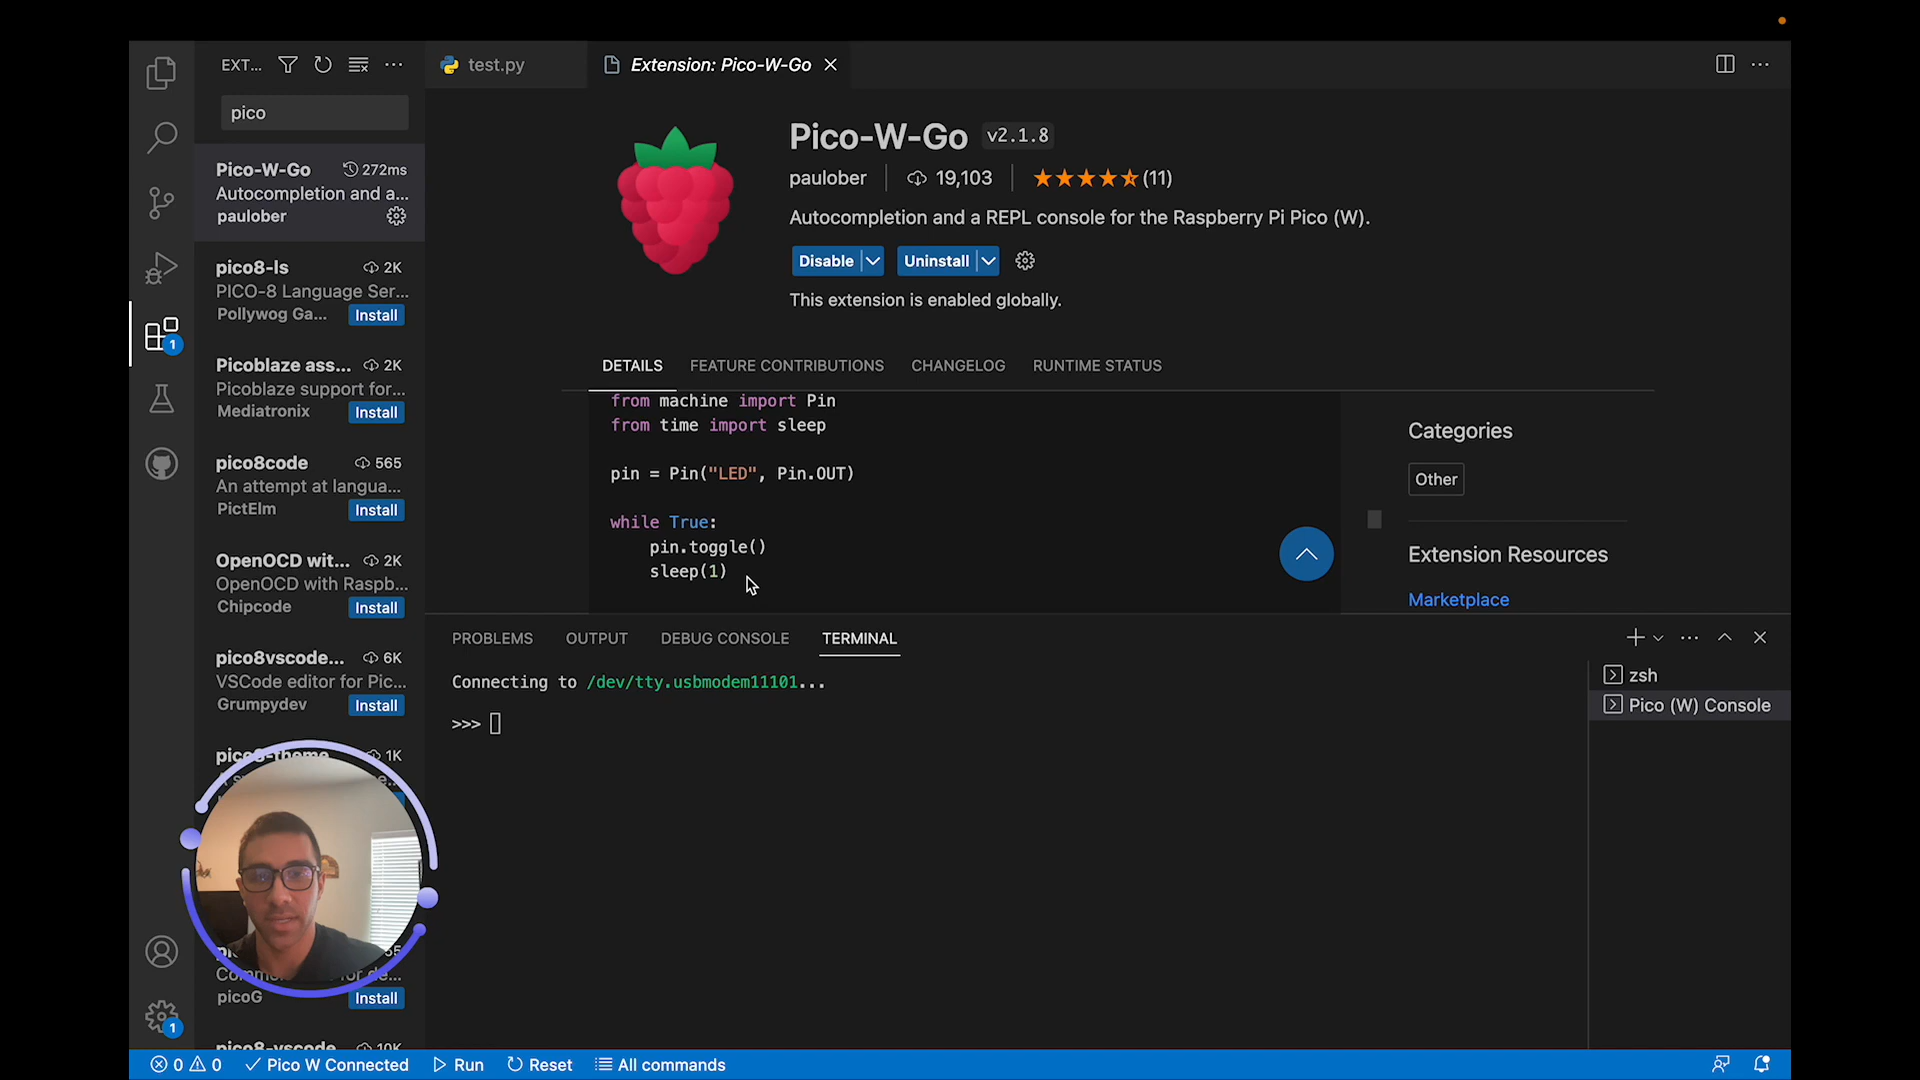 EXT...
pico
Pico-W-Go 272ms
Autocompletion and a...
paulober
pico8-ls 2K
PICO-8 Language Ser...
Pollywog Ga... Install
Picoblaze ass... 2K
Picoblaze support for...
Mediatronix Install
pico8code 565
An attempt at langua...
PictElm Install
OpenOCD wit... 2K
OpenOCD with Raspb...
Chipcode Install
pico8vscode... 6K
VSCode editor for Pic...
Grumpydev Install
pico8-theme 1K
picoG Install
pico8-vscode 10K
1
1
test.py
Extension: Pico-W-Go
Pico-W-Go v2.1.8
paulober 19,103 (11)
Autocompletion and a REPL console for the Raspberry Pi Pico (W).
Disable Uninstall
This extension is enabled globally.
DETAILS FEATURE CONTRIBUTIONS CHANGELOG RUNTIME STATUS
from machine import Pin
from time import sleep
pin = Pin("LED", Pin.OUT)
while True:
pin.toggle()
sleep(1)
Categories
Other
Extension Resources
Marketplace
PROBLEMS OUTPUT DEBUG CONSOLE TERMINAL
Connecting to /dev/tty.usbmodem11101...
>>>
zsh
Pico (W) Console
0 0 Pico W Connected Run Reset All commands